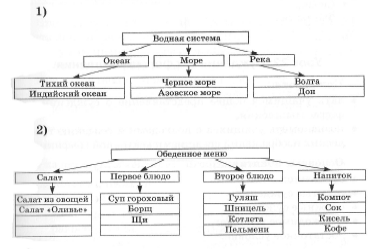 1)
Водная система
Океан Море Река
Тихий океан Черное море Волга
Индийский океан Азовское море Дон
2)
Обеденное меню
Салат Первое блюдо Второе блюдо Напиток
Салат из овощей Суп гороховый Гуляш Компот
Салат «Оливье» Борщ Шницель Сок
Щи Котлета Кисель
Пельмени Кофе